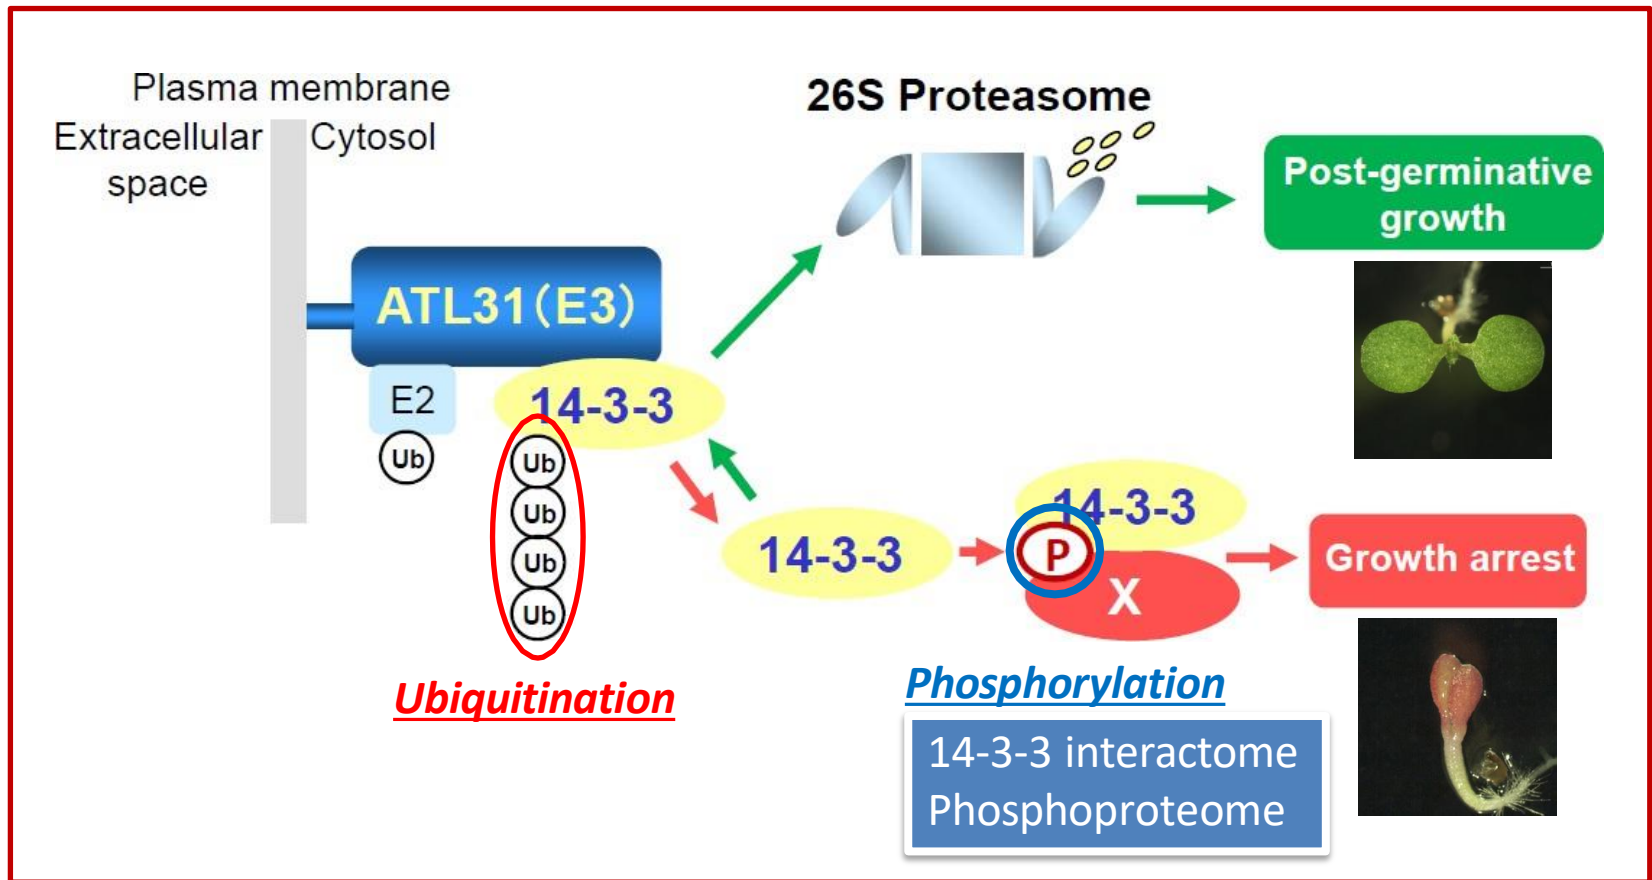 Plasma membrane
Extracellular
space
Cytosol
26S Proteasome
Post-germinative
growth
ATL31(E3)
E2
Ub
14-3-3
Ub
Ub
Ub
Ub
14-3-3
14-3-3
P
X
Growth arrest
Ubiquitination
Phosphorylation
14-3-3 interactome
Phosphoproteome